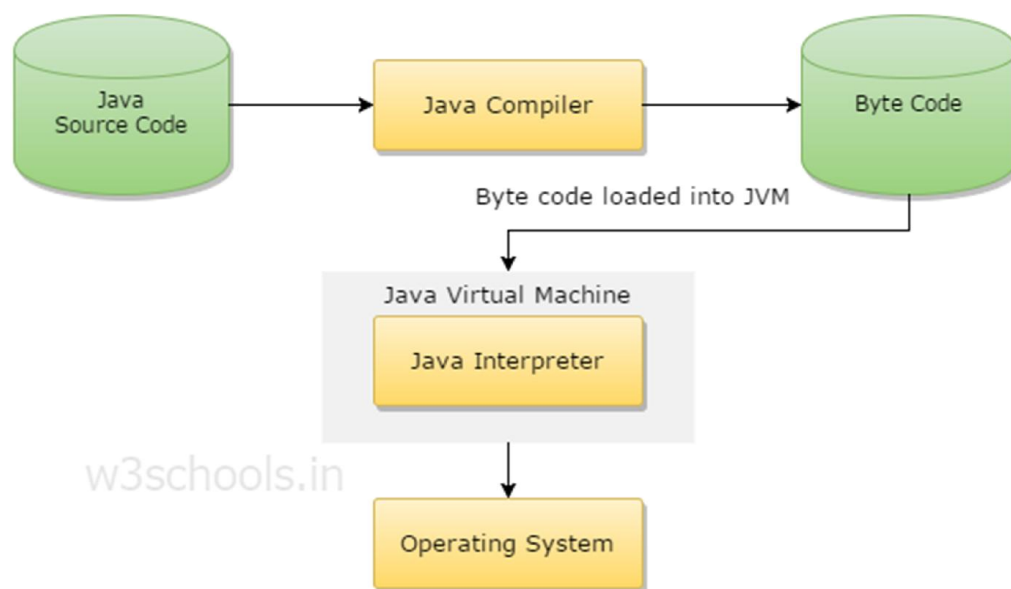 Java
Source Code
Java Compiler
Byte Code
Byte code loaded into JVM
Java Virtual Machine
Java Interpreter
w3schools.in
Operating System